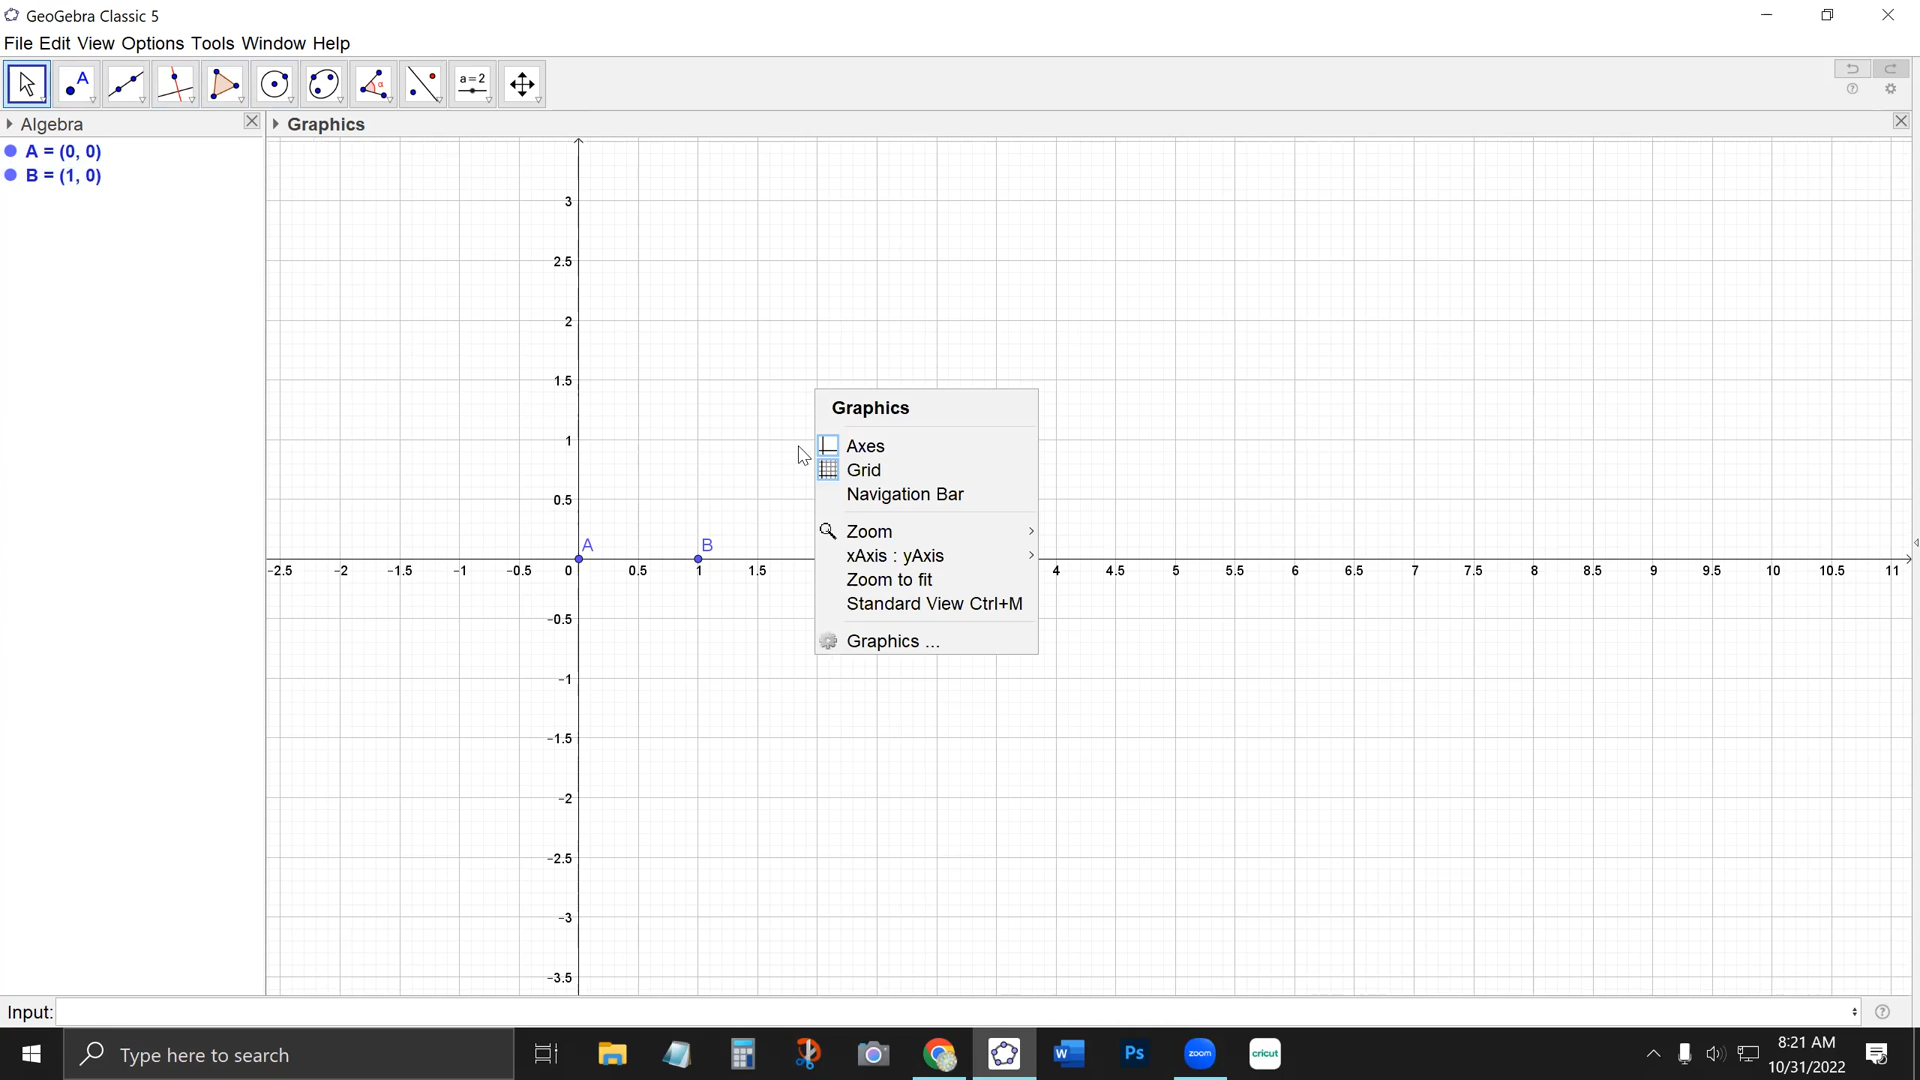 GeoGebra Classic 5
File Edit View Options Tools Window Help
A
α
a=2
Algebra
Graphics
A = (0, 0)
B = (1, 0)
3
2.5
2
1.5
1
0.5
-0.5
-1
-1.5
-2
-2.5
-3
-3.5
A
B
-2.5 -2 -1.5 -1 -0.5 0 0.5 1 1.5 4 4.5 5 5.5 6 6.5 7 7.5 8 8.5 9 9.5 10 10.5 11
Graphics
Axes
Grid
Navigation Bar
Zoom
xAxis : yAxis
Zoom to fit
Standard View Ctrl+M
Graphics ...
Input:
Type here to search
W
Ps
zoom
cricut
8:21 AM
10/31/2022